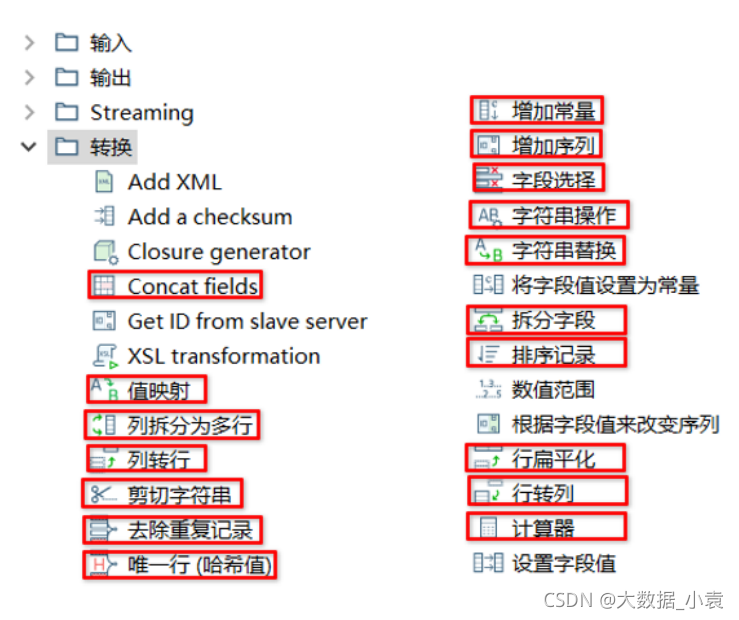 输入
输出
Streaming
转换
Add XML
Add a checksum
Closure generator
Concat fields
Get ID from slave server
XSL transformation
值映射
列拆分为多行
列转行
剪切字符串
去除重复记录
唯一行 (哈希值)
增加常量
增加序列
字段选择
字符串操作
字符串替换
将字段值设置为常量
拆分字段
排序记录
数值范围
根据字段值来改变序列
行扁平化
行转列
计算器
设置字段值
CSDN @大数据_小袁